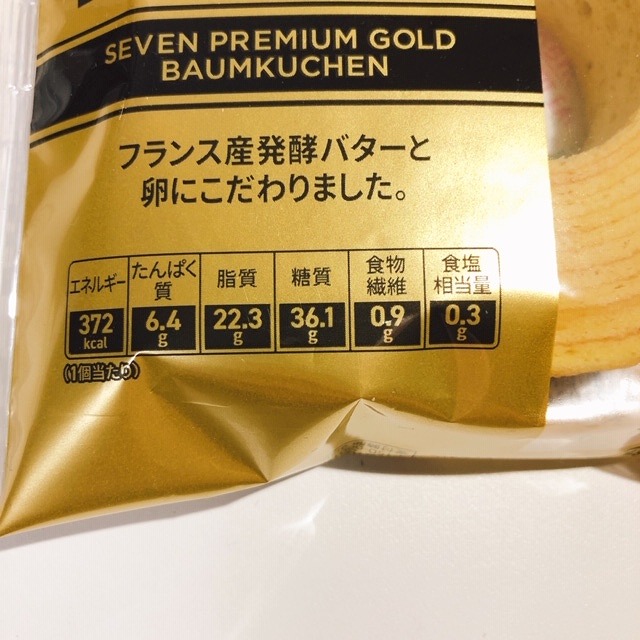 SEVEN PREMIUM GOLD
BAUMKUCHEN
フランス産発酵バターと
卵にこだわりました。
エネルギー
372
kcal
たんぱく
質
6.4
g
脂質
22.3
g
糖質
36.1
g
食物
繊維
0.9
g
食塩
相当量
0.3
g
(1個当たり)